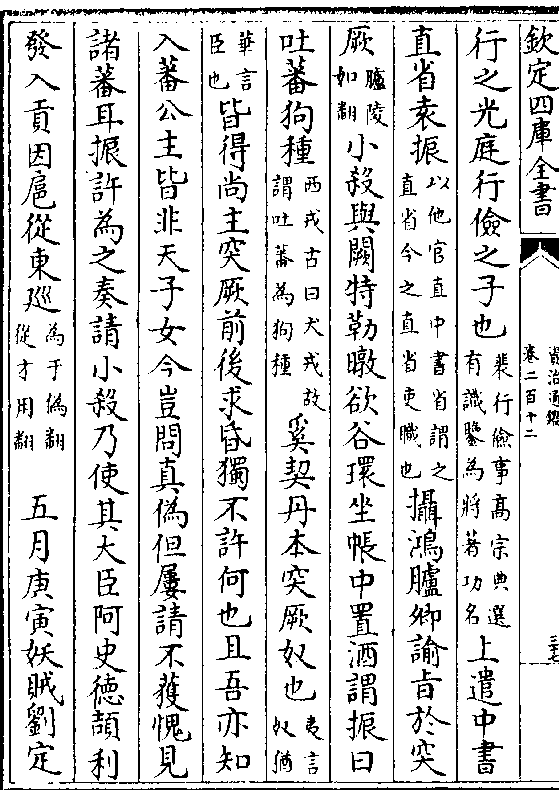 欽定四庫全書
資治通鑑
卷二百十二
三十七
行之光庭行儉之子也裴行儉事高宗典選有識鑒為將著功名上遣中書
直省袁振以他官直中書省謂之直省今之直省吏職也攝鴻臚卿諭旨於突
厥臚陵如翻小殺與闕特勒暾欲谷環坐帳中置酒謂振曰
吐蕃狗種西戎古曰犬戎故謂吐蕃為狗種奚契丹本突厥奴也夷言奴猶
華言臣也皆得尚主突厥前後求昏獨不許何也且吾亦知
入蕃公主皆非天子女今豈問真偽但屢請不獲愧見
諸蕃耳振許為之奏請小殺乃使其大臣阿史德頡利
發入貢因扈從東廵為于偽翻從才用翻五月庚寅妖賊劉定